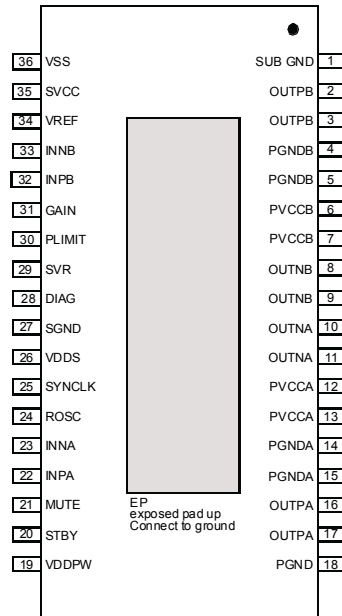 36 VSS SUB GND 1
35 SVCC OUTPB 2
34 VREF OUTPB 3
33 INNB PGNDB 4
32 INPB PGNDB 5
31 GAIN PVCCB 6
30 PLIMIT PVCCB 7
29 SVR OUTNB 8
28 DIAG OUTNB 9
27 SGND OUTNA 10
26 VDDS OUTNA 11
25 SYNCLK PVCCA 12
24 ROSC PVCCA 13
23 INNA PGNDA 14
22 INPA PGNDA 15
21 MUTE OUTPA 16
20 STBY OUTPA 17
19 VDDPW PGND 18
EP
exposed pad up
Connect to ground